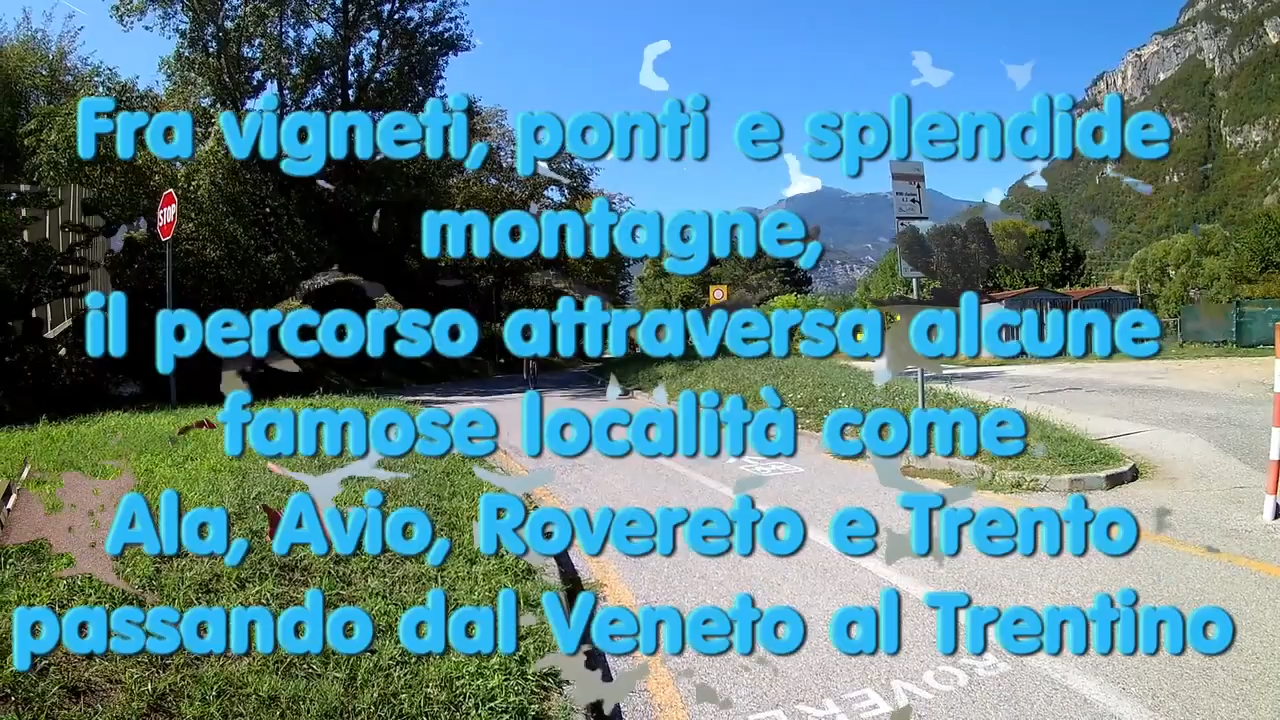 Fra vigneti, ponti e splendide
montagne,
STOP
il percorso attraversa alcune
famose località come
Ala, Avio, Rovereto e Trento
passando dal Veneto al Trentino